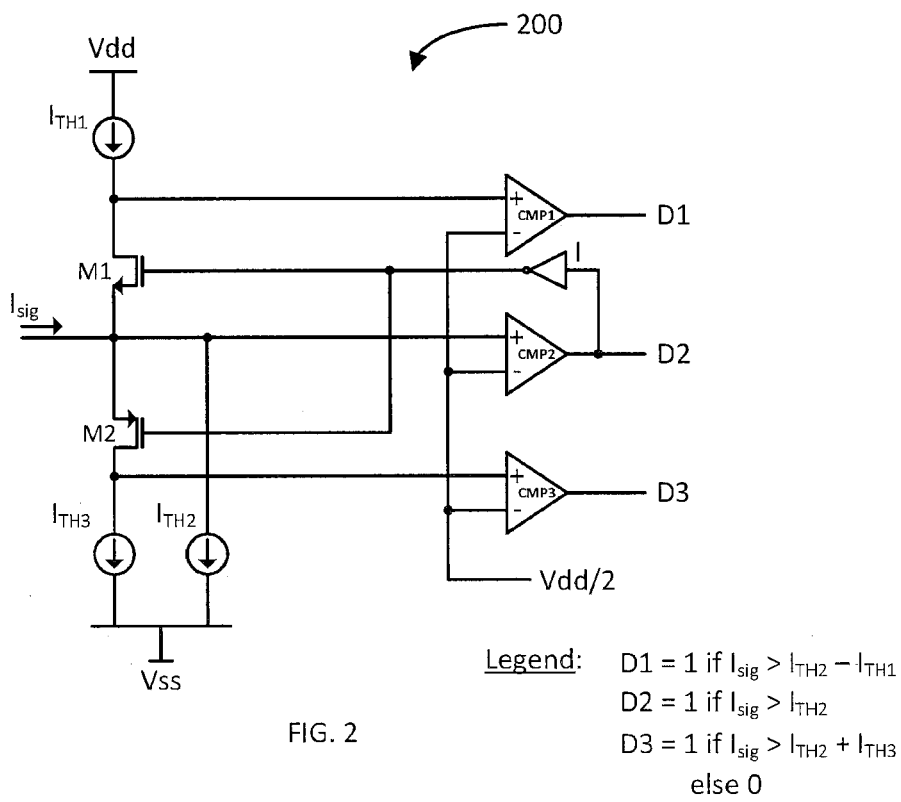 200
Vdd
I_TH1
+
CMP1
-
D1
M1
I
I_sig
+
CMP2
-
D2
M2
+
CMP3
-
D3
I_TH3
I_TH2
Vdd/2
Vss
Legend: D1 = 1 if I_sig > I_TH2 – I_TH1
D2 = 1 if I_sig > I_TH2
D3 = 1 if I_sig > I_TH2 + I_TH3
else 0
FIG. 2